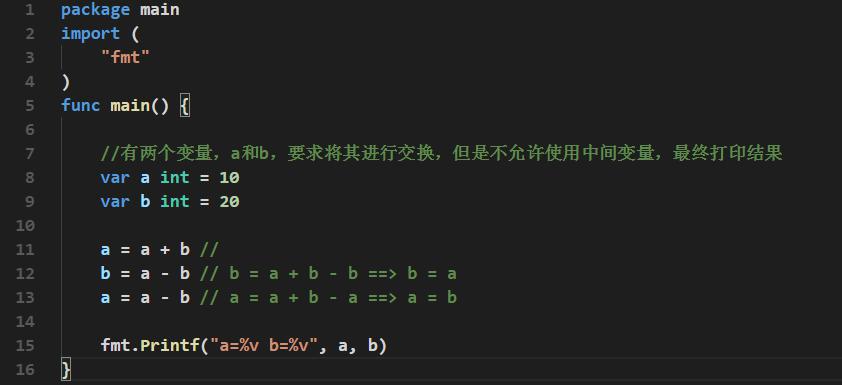 1 package main
2 import (
3     "fmt"
4 )
5 func main() {
6
7     //有两个变量，a和b，要求将其进行交换，但是不允许使用中间变量，最终打印结果
8     var a int = 10
9     var b int = 20
10
11     a = a + b //
12     b = a - b // b = a + b - b ==> b = a
13     a = a - b // a = a + b - a ==> a = b
14
15     fmt.Printf("a=%v b=%v", a, b)
16 }